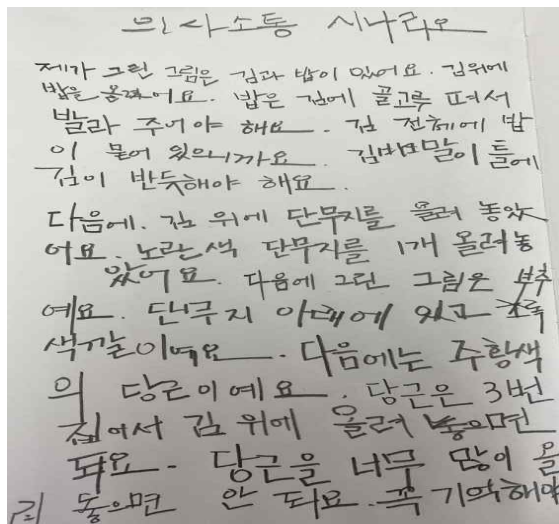 의사소통 시나리오
제가 그린 그림은 김과 밥이 있어요. 김위에
밥은 올려어요. 밥은 김에 골고루 펴서
발라 주어야 해요. 김 전체에 밥
이 묻어 있으니까요. 김밥말이 틀에
김이 반듯해야 해요.
다음에. 김 위에 단무지를 올려 놓았
어요. 노란색 단무지를 1개 올려놓
았어요. 다음에 그린 그림은 부추
예요. 단무지 아래에 있고 초록
색깔이예요. 다음에는 주황색
의 당근이예요. 당근은 3번
집어서 김 위에 올려 놓으면
되요. 당근을 너무 많이 올
려 놓으면 안 되요. 꼭 기억해야